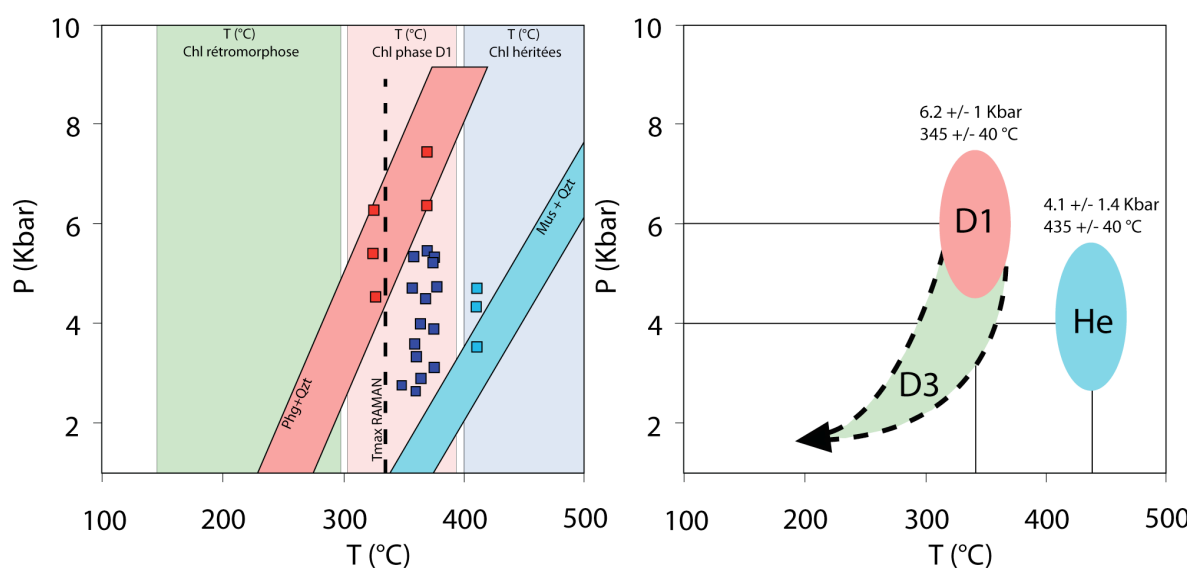 10
8
6
4
2
P (Kbar)
100
200
300
400
500
T (°C)
T (°C)
Chl rétromorphose
T (°C)
Chl phase D1
T (°C)
Chl héritées
Phg+Qzt
Tmax RAMAN
Mus + Qzt
10
8
6
4
2
P (Kbar)
100
200
300
400
500
T (°C)
6.2 +/- 1 Kbar
345 +/- 40 °C
D1
4.1 +/- 1.4 Kbar
435 +/- 40 °C
He
D3